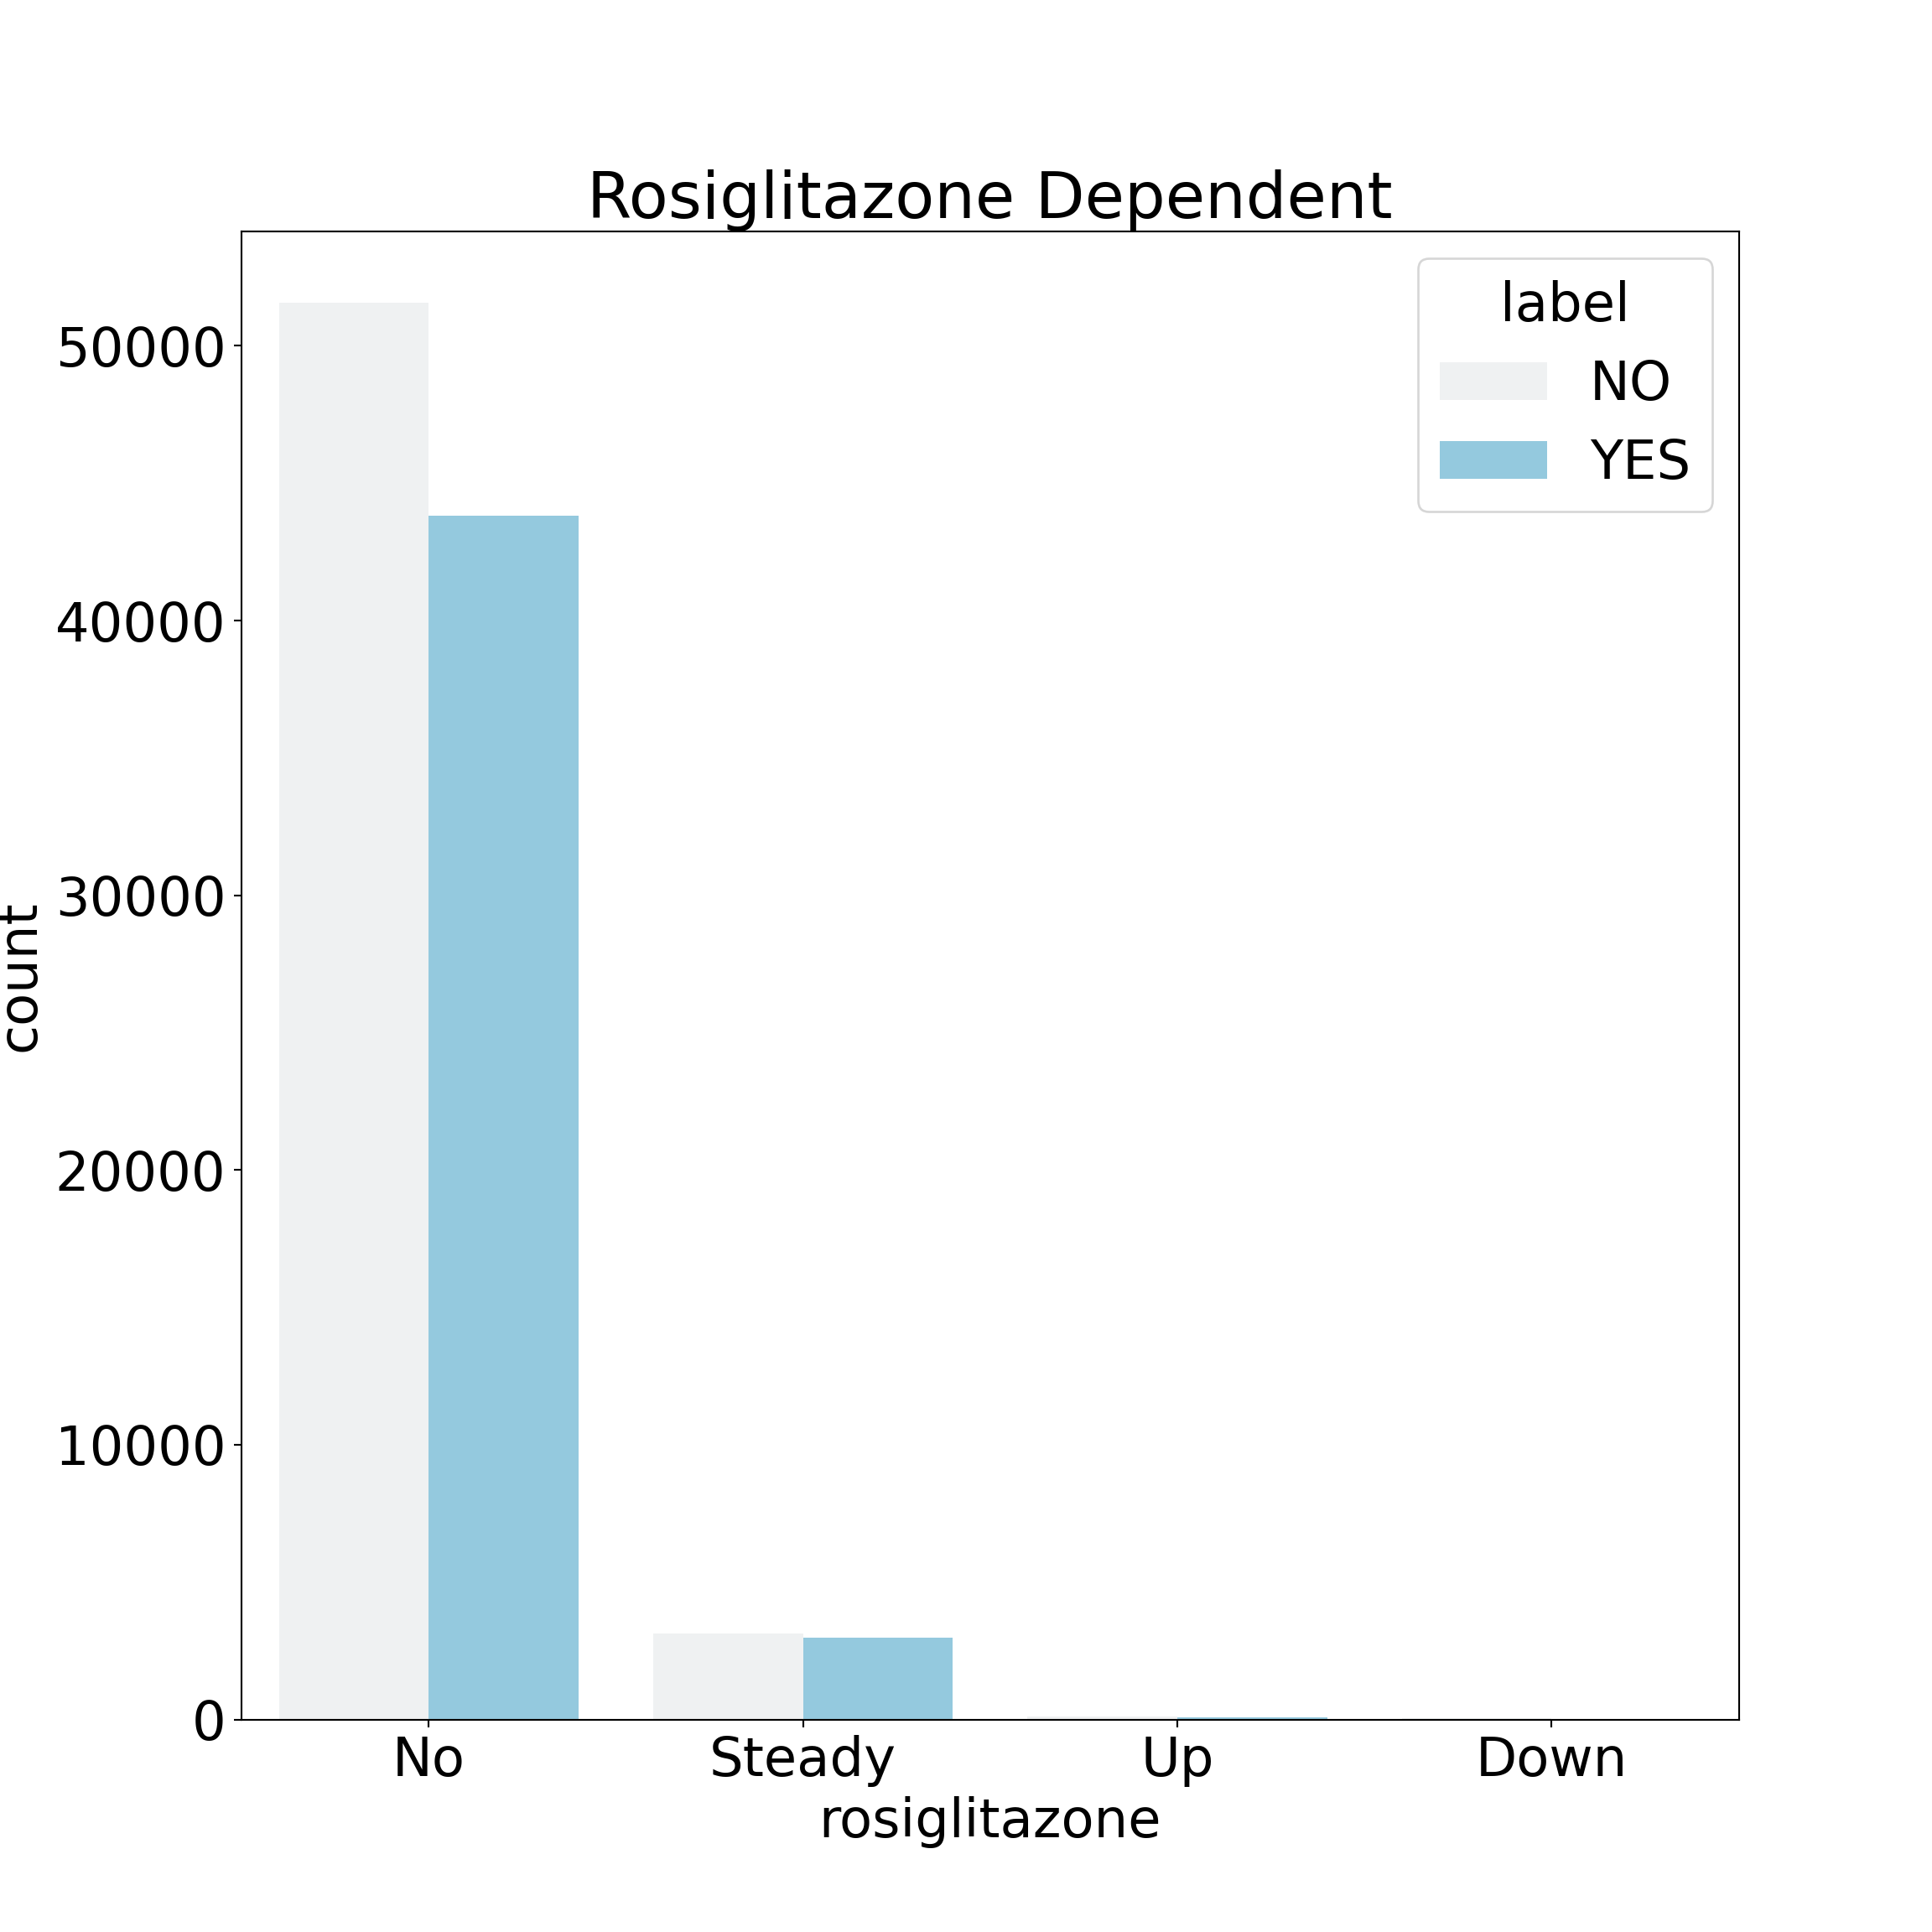 Rosiglitazone Dependent
label
NO
YES
50000
40000
30000
20000
10000
0
count
No Steady Up Down
rosiglitazone